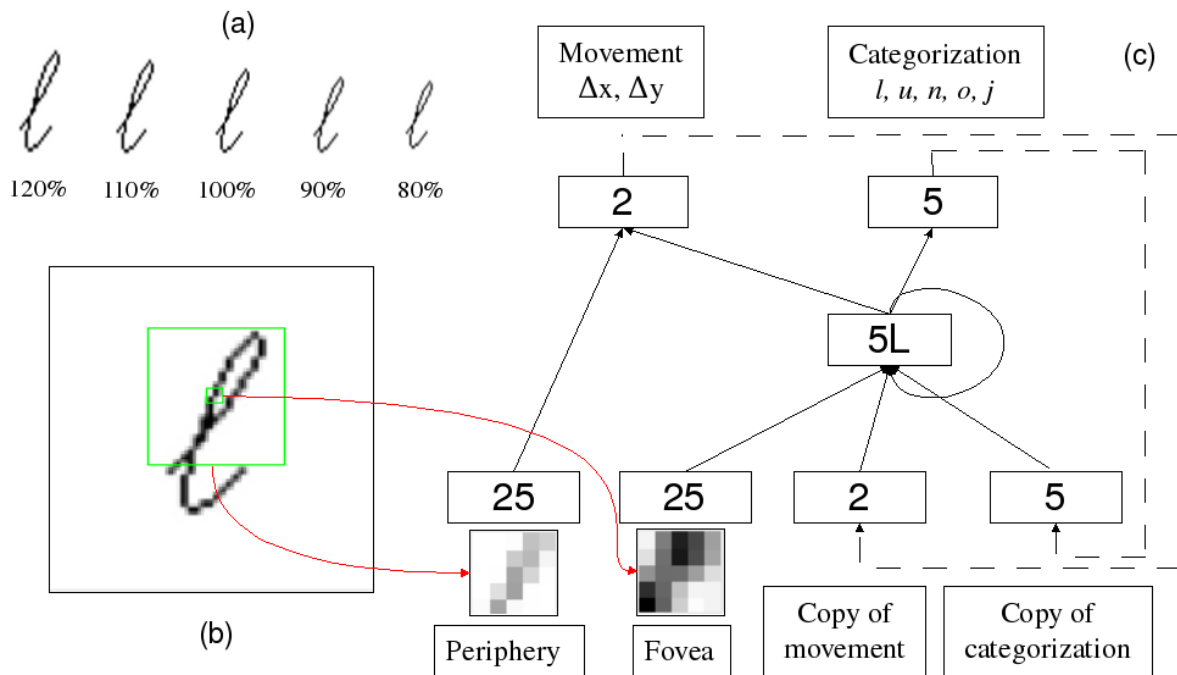 (a)
120% 110% 100% 90% 80%
(b)
(c)
Movement
Δx, Δy
Categorization
l, u, n, o, j
2
5
5L
25
25
2
5
Periphery
Fovea
Copy of
movement
Copy of
categorization